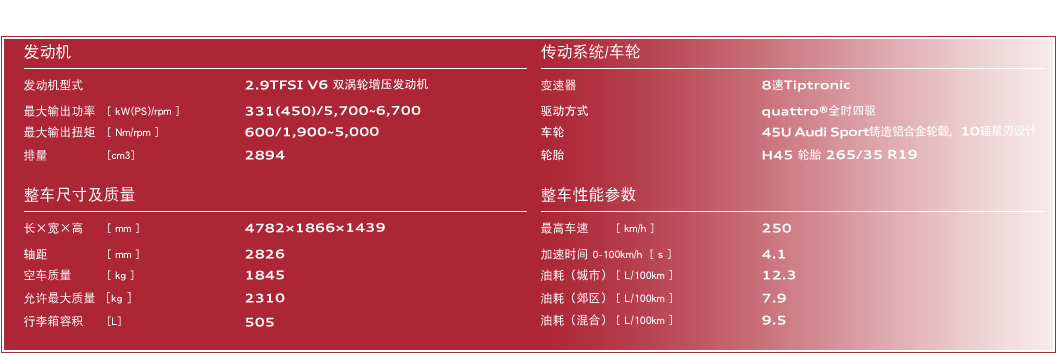 发动机
发动机型式 2.9TFSI V6 双涡轮增压发动机
最大输出功率 [ kW(PS)/rpm ] 331(450)/5,700~6,700
最大输出扭矩 [ Nm/rpm ] 600/1,900~5,000
排量 [cm3] 2894
整车尺寸及质量
长×宽×高 [ mm ] 4782×1866×1439
轴距 [ mm ] 2826
空车质量 [ kg ] 1845
允许最大质量 [kg ] 2310
行李箱容积 [L] 505
传动系统/车轮
变速器 8速Tiptronic
驱动方式 quattro®全时四驱
车轮 45U Audi Sport铸造铝合金轮毂，10辐星刃设计
轮胎 H45 轮胎 265/35 R19
整车性能参数
最高车速 [ km/h ] 250
加速时间 0-100km/h [ s ] 4.1
油耗（城市）[ L/100km ] 12.3
油耗（郊区）[ L/100km ] 7.9
油耗（混合）[ L/100km ] 9.5